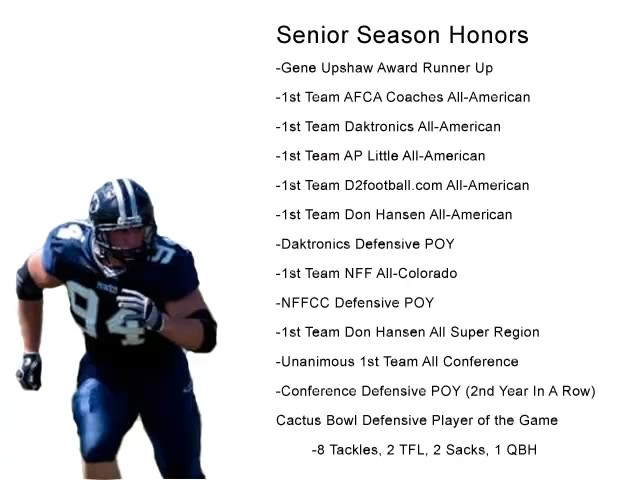 Senior Season Honors
-Gene Upshaw Award Runner Up
-1st Team AFCA Coaches All-American
-1st Team Daktronics All-American
-1st Team AP Little All-American
-1st Team D2football.com All-American
-1st Team Don Hansen All-American
-Daktronics Defensive POY
-1st Team NFF All-Colorado
-NFFCC Defensive POY
-1st Team Don Hansen All Super Region
-Unanimous 1st Team All Conference
-Conference Defensive POY (2nd Year In A Row)
Cactus Bowl Defensive Player of the Game
-8 Tackles, 2 TFL, 2 Sacks, 1 QBH
94
94